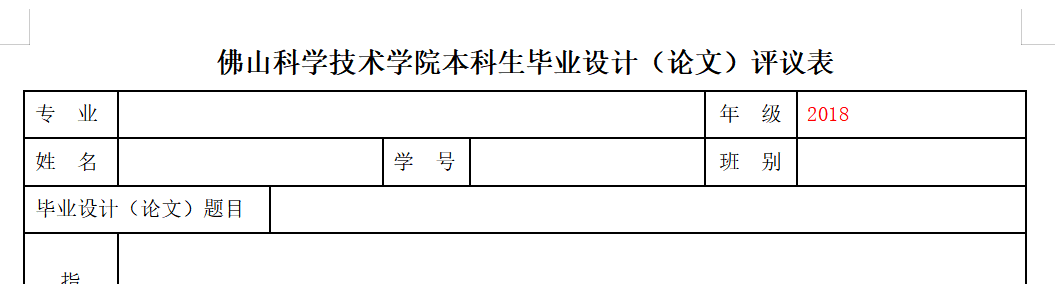 佛山科学技术学院本科生毕业设计（论文）评议表
专 业 年 级 2018
姓 名 学 号 班 别
毕业设计（论文）题目
指